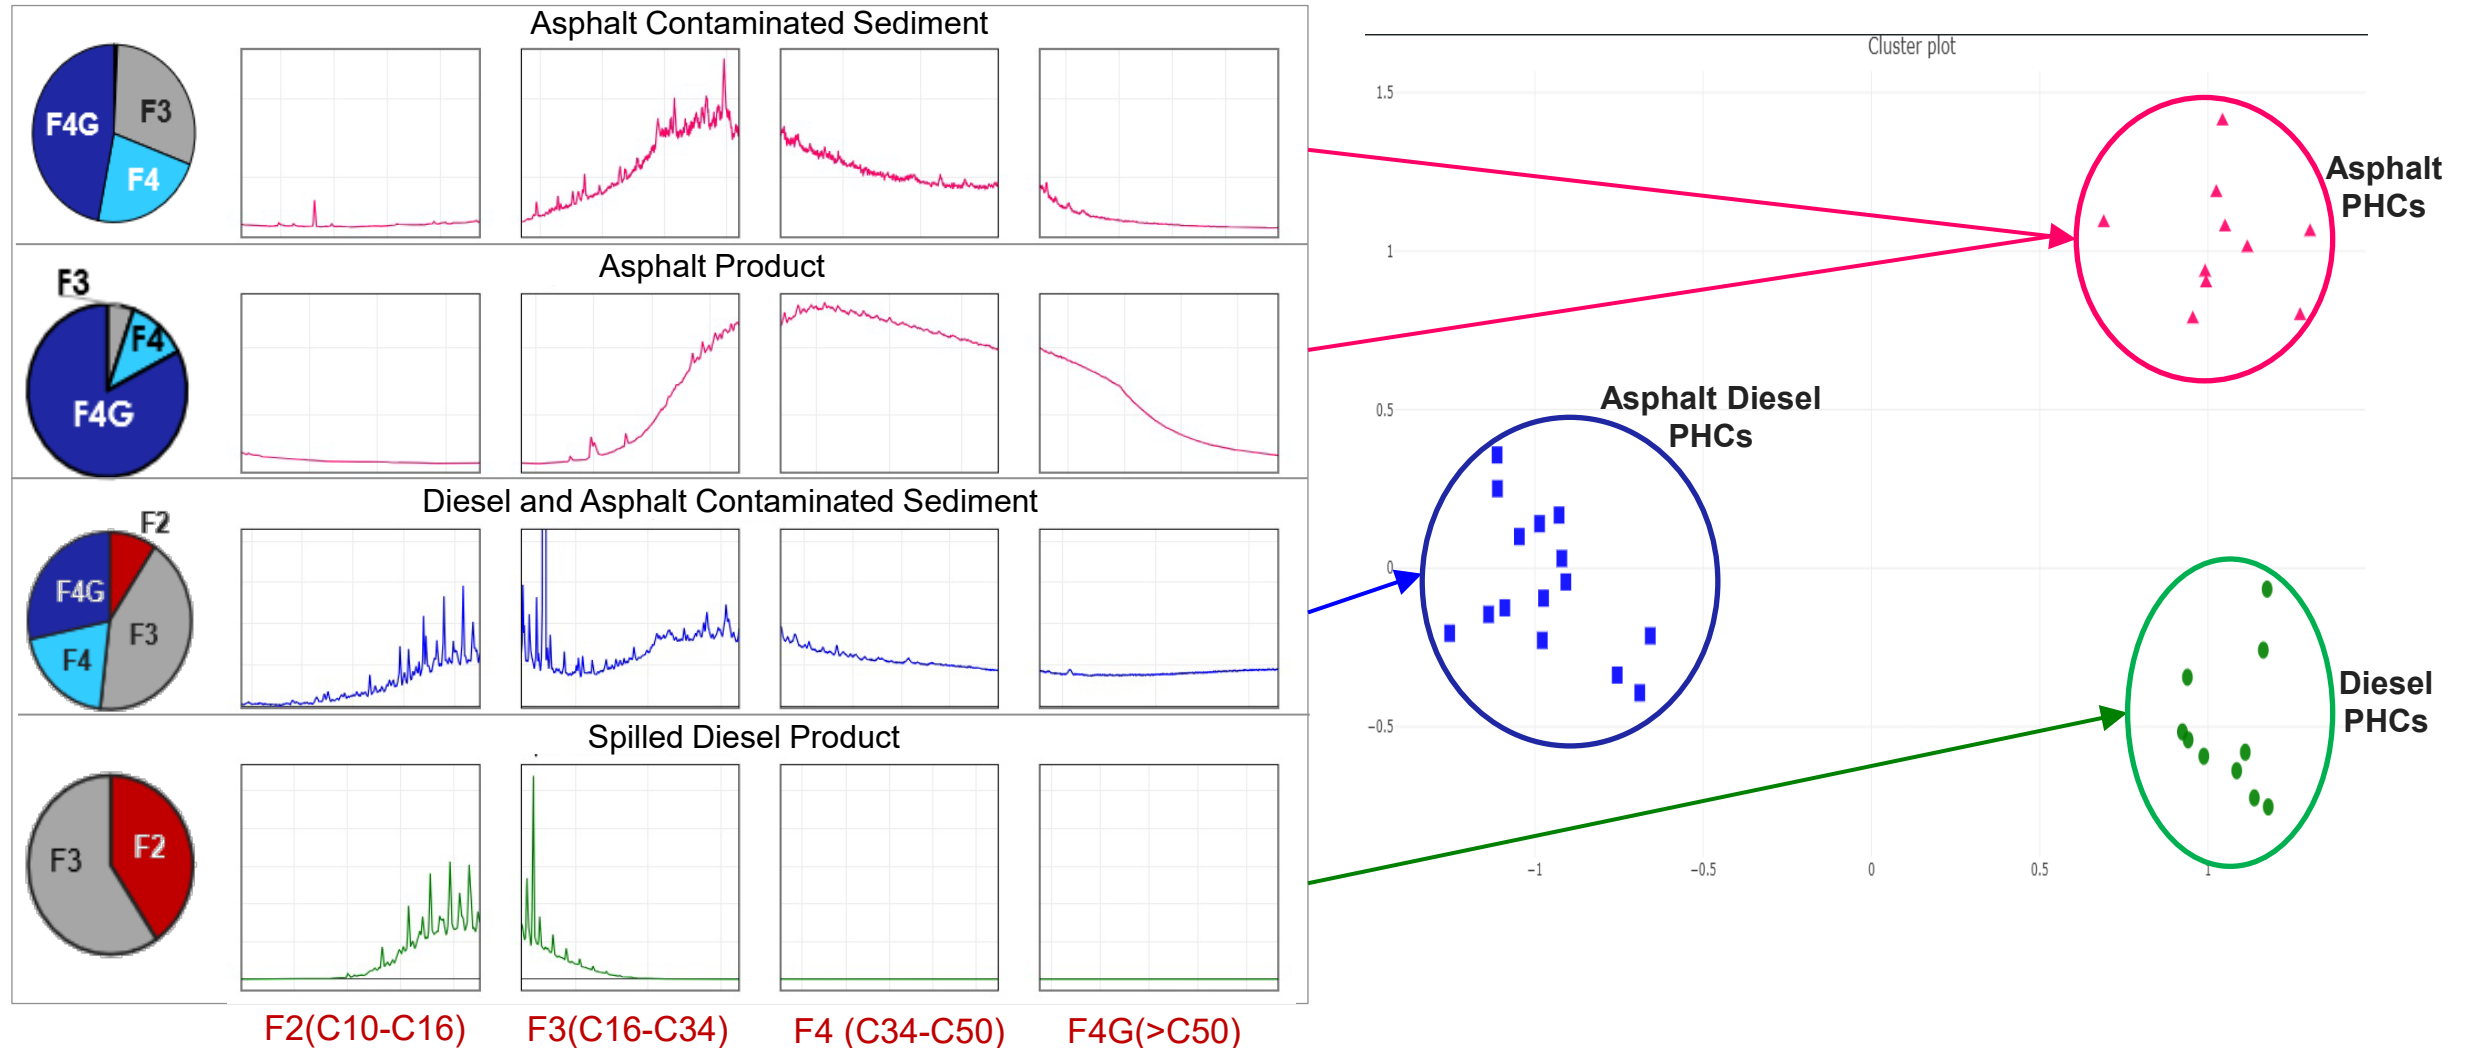 Asphalt Contaminated Sediment
F4G
F3
F4
Asphalt Product
F3
F4
F4G
Diesel and Asphalt Contaminated Sediment
F2
F4G
F3
F4
Spilled Diesel Product
F3
F2
F2(C10-C16)
F3(C16-C34)
F4 (C34-C50)
F4G(>C50)
Cluster plot
1.5
1
0.5
0
−0.5
−1
−0.5
0
0.5
1
Asphalt
PHCs
Asphalt Diesel
PHCs
Diesel
PHCs